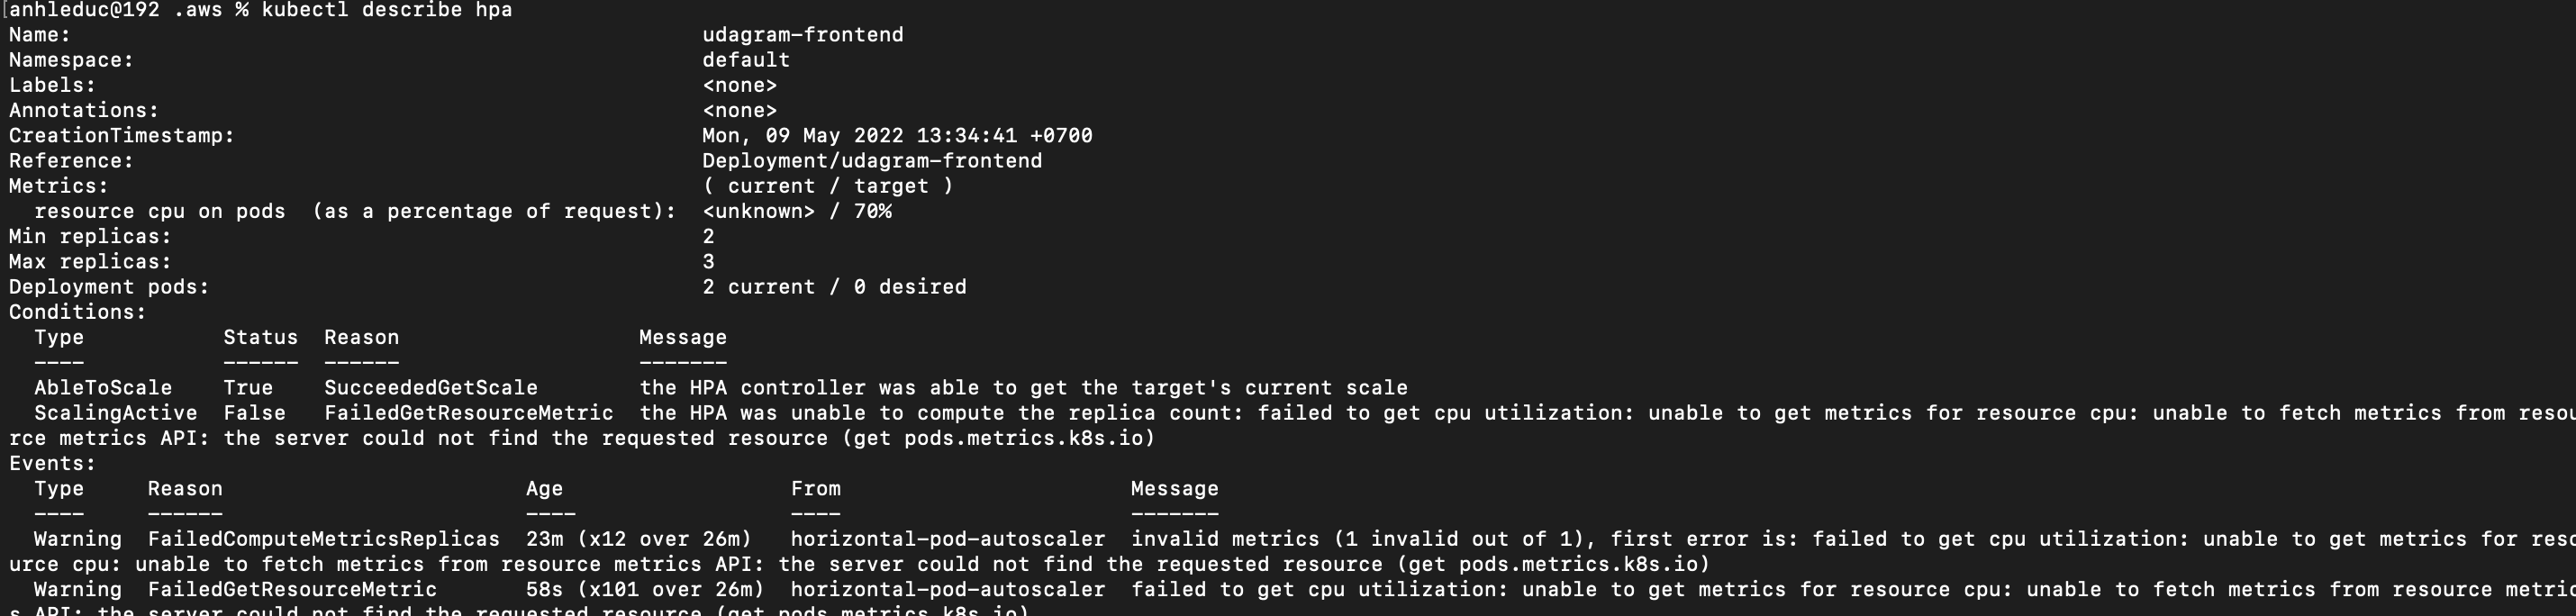 [anhleduc@192 .aws % kubectl describe hpa
Name: udagram-frontend
Namespace: default
Labels: <none>
Annotations: <none>
CreationTimestamp: Mon, 09 May 2022 13:34:41 +0700
Reference: Deployment/udagram-frontend
Metrics: ( current / target )
resource cpu on pods (as a percentage of request): <unknown> / 70%
Min replicas: 2
Max replicas: 3
Deployment pods: 2 current / 0 desired
Conditions:
Type Status Reason Message
---- ------ ------ -------
AbleToScale True SucceededGetScale the HPA controller was able to get the target's current scale
ScalingActive False FailedGetResourceMetric the HPA was unable to compute the replica count: failed to get cpu utilization: unable to get metrics for resource cpu: unable to fetch metrics from resou
rce metrics API: the server could not find the requested resource (get pods.metrics.k8s.io)
Events:
Type Reason Age From Message
---- ------ ---- ---- -------
Warning FailedComputeMetricsReplicas 23m (x12 over 26m) horizontal-pod-autoscaler invalid metrics (1 invalid out of 1), first error is: failed to get cpu utilization: unable to get metrics for reso
urce cpu: unable to fetch metrics from resource metrics API: the server could not find the requested resource (get pods.metrics.k8s.io)
Warning FailedGetResourceMetric 58s (x101 over 26m) horizontal-pod-autoscaler failed to get cpu utilization: unable to get metrics for resource cpu: unable to fetch metrics from resource metric
s API: the server could not find the requested resource (get pods.metrics.k8s.io)